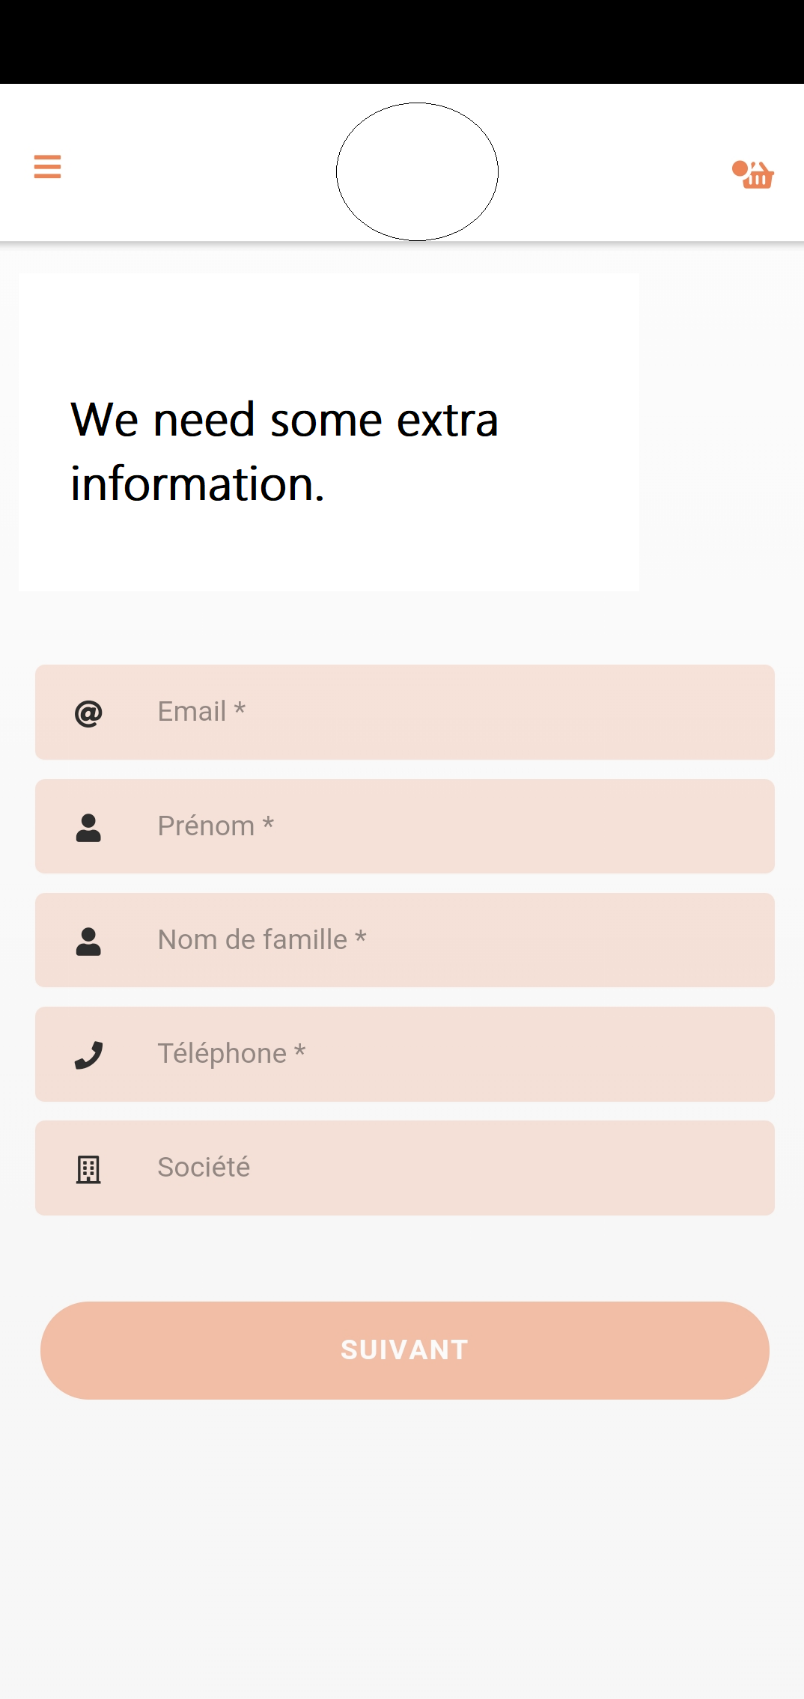 We need some extra
information.
Email *
Prénom *
Nom de famille *
Téléphone *
Société
SUIVANT